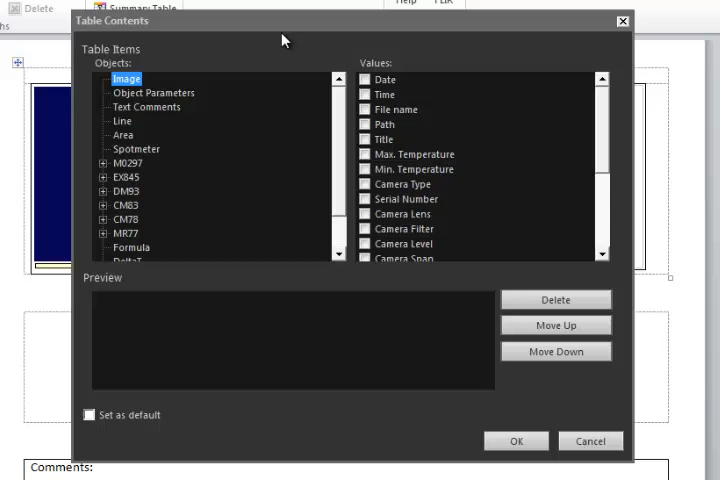 Delete
Summary Table
Help
FLIR
hs
Table Contents
Table Items
Objects:
Values:
Image
Object Parameters
Text Comments
Line
Area
Spotmeter
M0297
EX845
DM93
CM83
CM78
MR77
Formula
DeltaT
Date
Time
File name
Path
Title
Max. Temperature
Min. Temperature
Camera Type
Serial Number
Camera Lens
Camera Filter
Camera Level
Camera Span
Preview
Delete
Move Up
Move Down
Set as default
OK
Cancel
Comments: